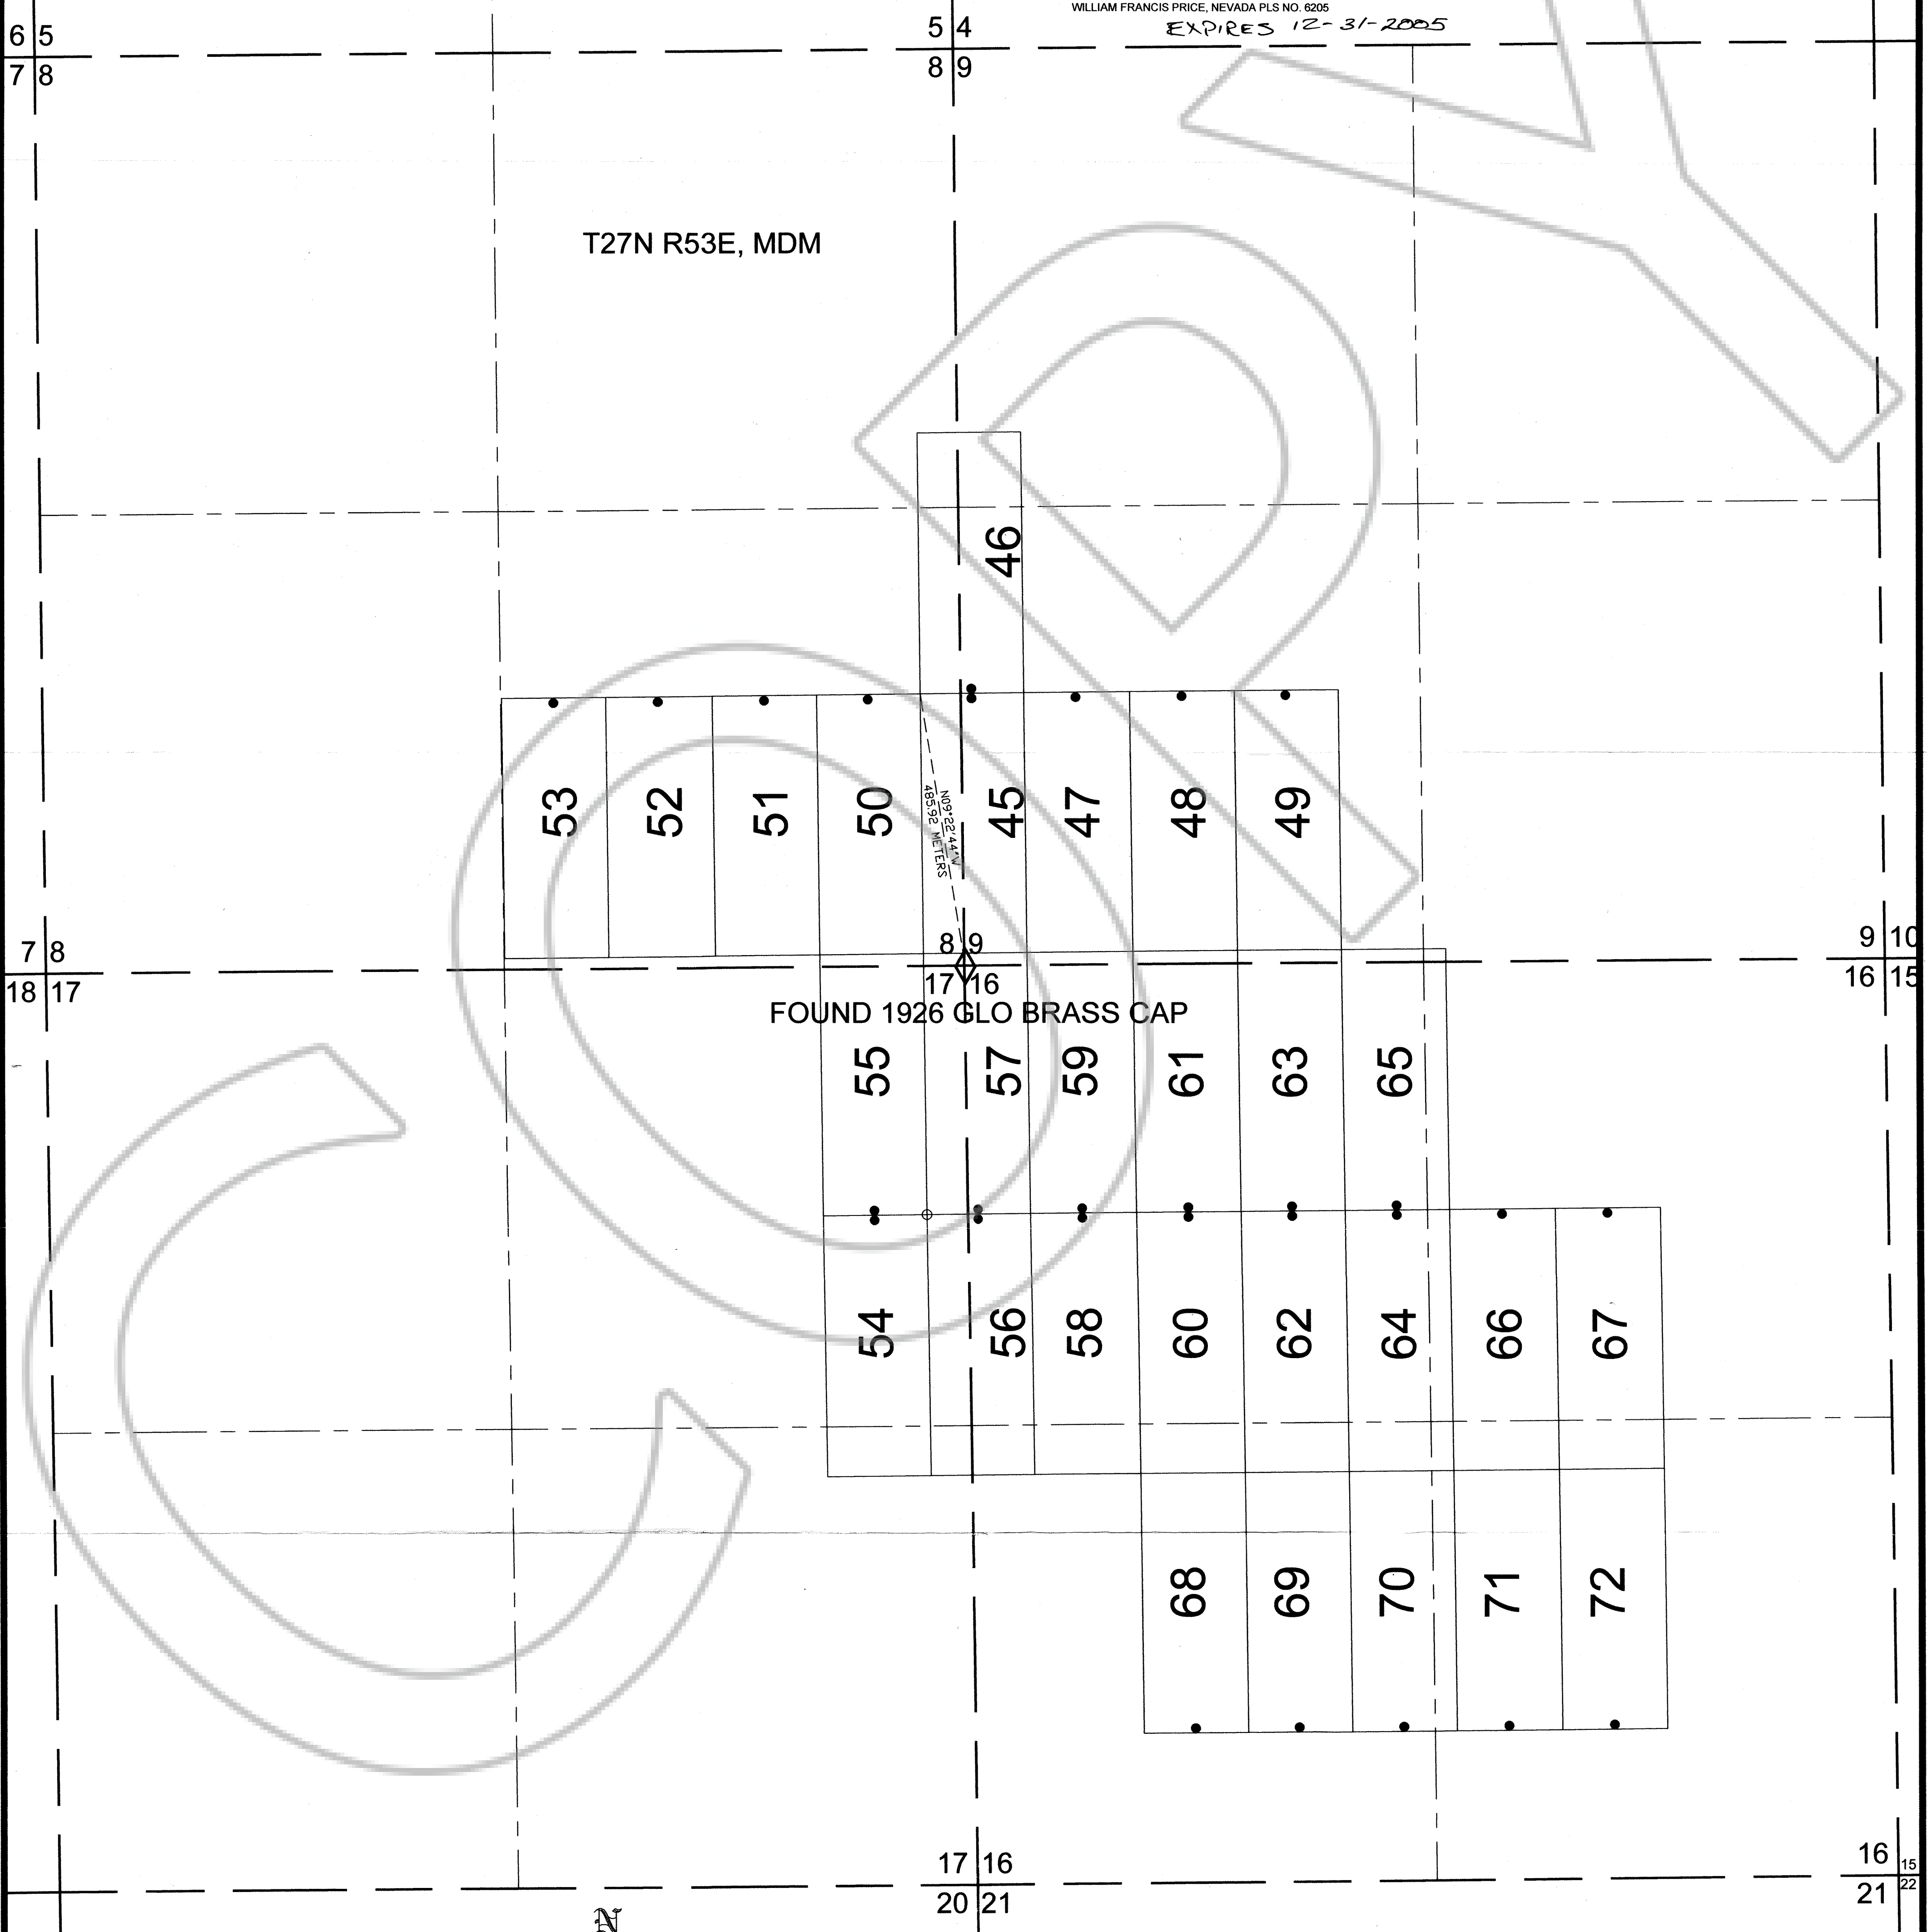 WILLIAM FRANCIS PRICE, NEVADA PLS NO. 6205
EXPIRES 12-31-2005
6 5
7 8
5 4
8 9
T27N R53E, MDM
46
53 52 51 50 45 47 48 49
N09°22'44"W
485.92 METERS
7 8
18 17
8 9
17 16
9 10
16 15
FOUND 1926 GLO BRASS CAP
55 57 59 61 63 65
54 56 58 60 62 64 66 67
68 69 70 71 72
17 16
20 21
16 15
21 22
N
COPY